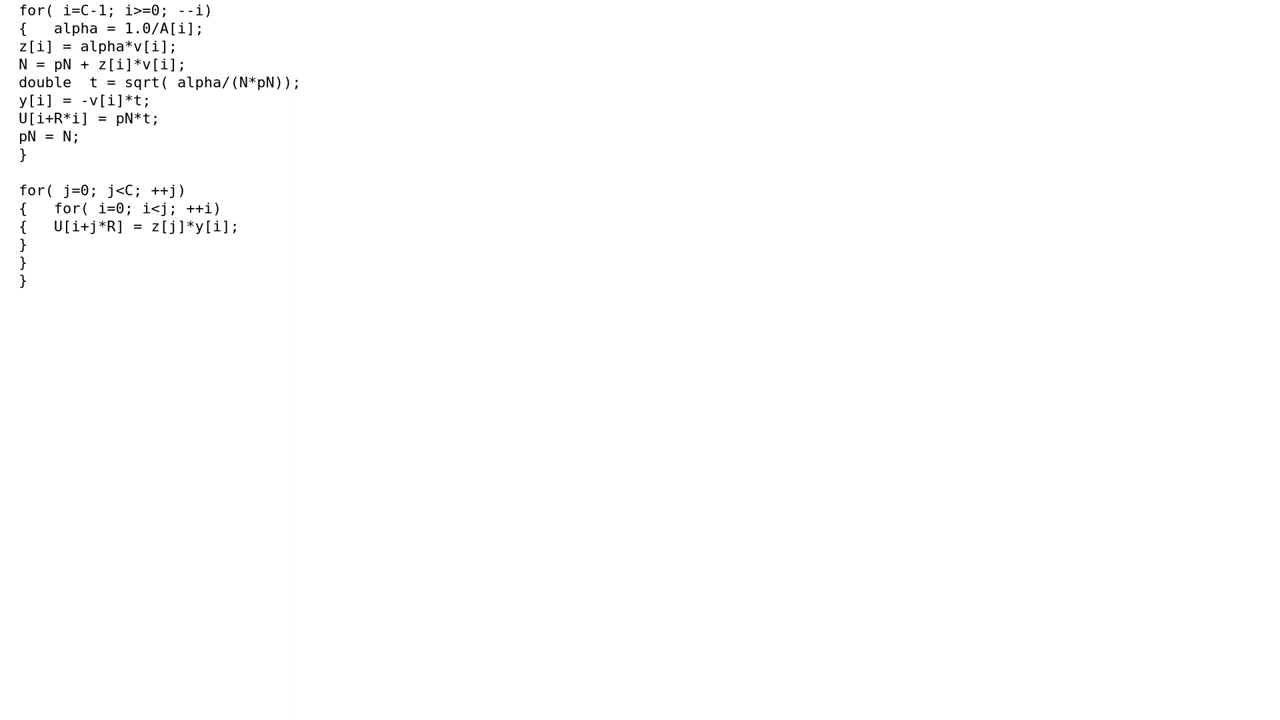 for( i=C-1; i>=0; --i)
{   alpha = 1.0/A[i];
z[i] = alpha*v[i];
N = pN + z[i]*v[i];
double  t = sqrt( alpha/(N*pN));
y[i] = -v[i]*t;
U[i+R*i] = pN*t;
pN = N;
}

for( j=0; j<C; ++j)
{   for( i=0; i<j; ++i)
{   U[i+j*R] = z[j]*y[i];
}
}
}